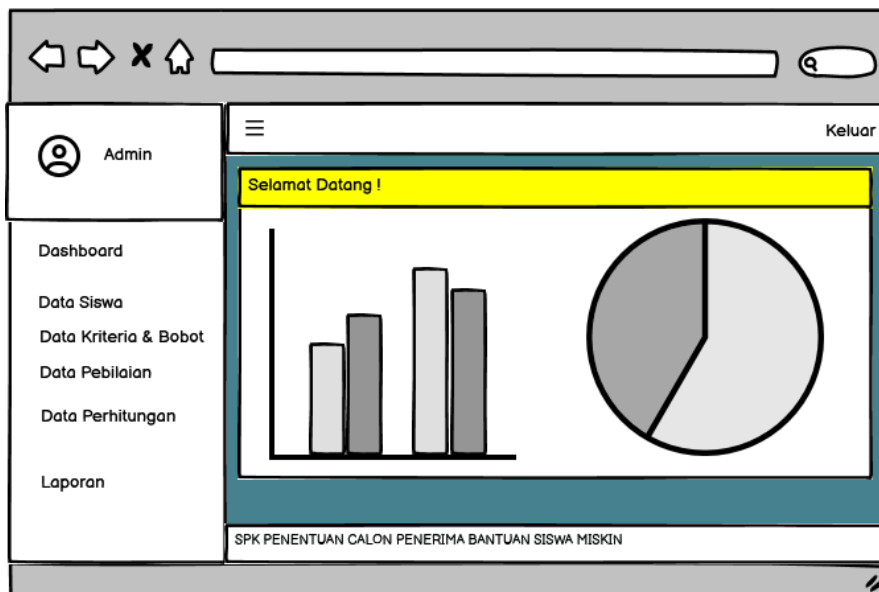 Admin
Keluar
Selamat Datang !
Dashboard
Data Siswa
Data Kriteria & Bobot
Data Pebilaian
Data Perhitungan
Laporan
SPK PENENTUAN CALON PENERIMA BANTUAN SISWA MISKIN